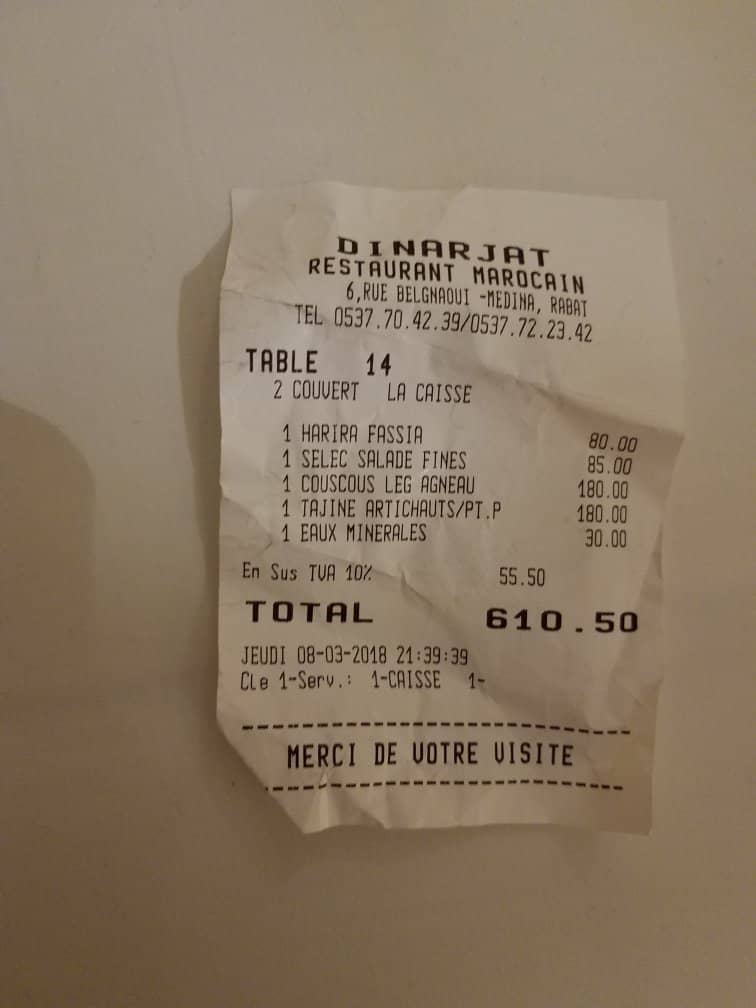 DINARJAT
RESTAURANT MAROCAIN
6,RUE BELGNAOUI -MEDINA, RABAT
TEL 0537.70.42.39/0537.72.23.42
TABLE 14
2 COUVERT LA CAISSE
1 HARIRA FASSIA 80.00
1 SELEC SALADE FINES 85.00
1 COUSCOUS LEG AGNEAU 180.00
1 TAJINE ARTICHAUTS/PT.P 180.00
1 EAUX MINERALES 30.00
En Sus TVA 10% 55.50
TOTAL 610.50
JEUDI 08-03-2018 21:39:39
Cle 1-Serv.: 1-CAISSE 1-
MERCI DE VOTRE VISITE